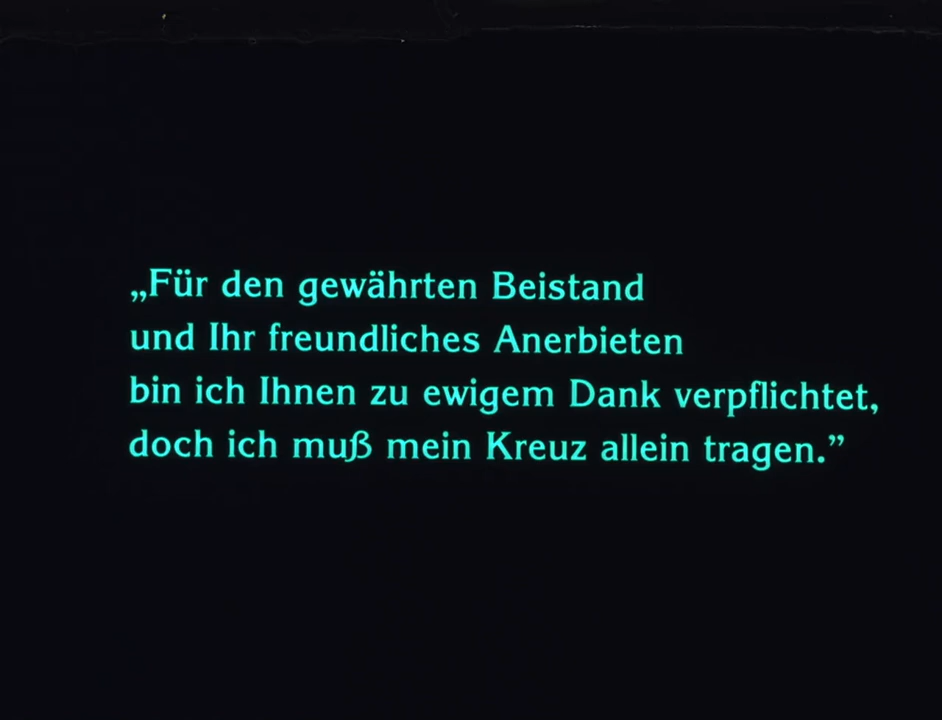 „Für den gewährten Beistand
und Ihr freundliches Anerbieten
bin ich Ihnen zu ewigem Dank verpflichtet,
doch ich muß mein Kreuz allein tragen.”